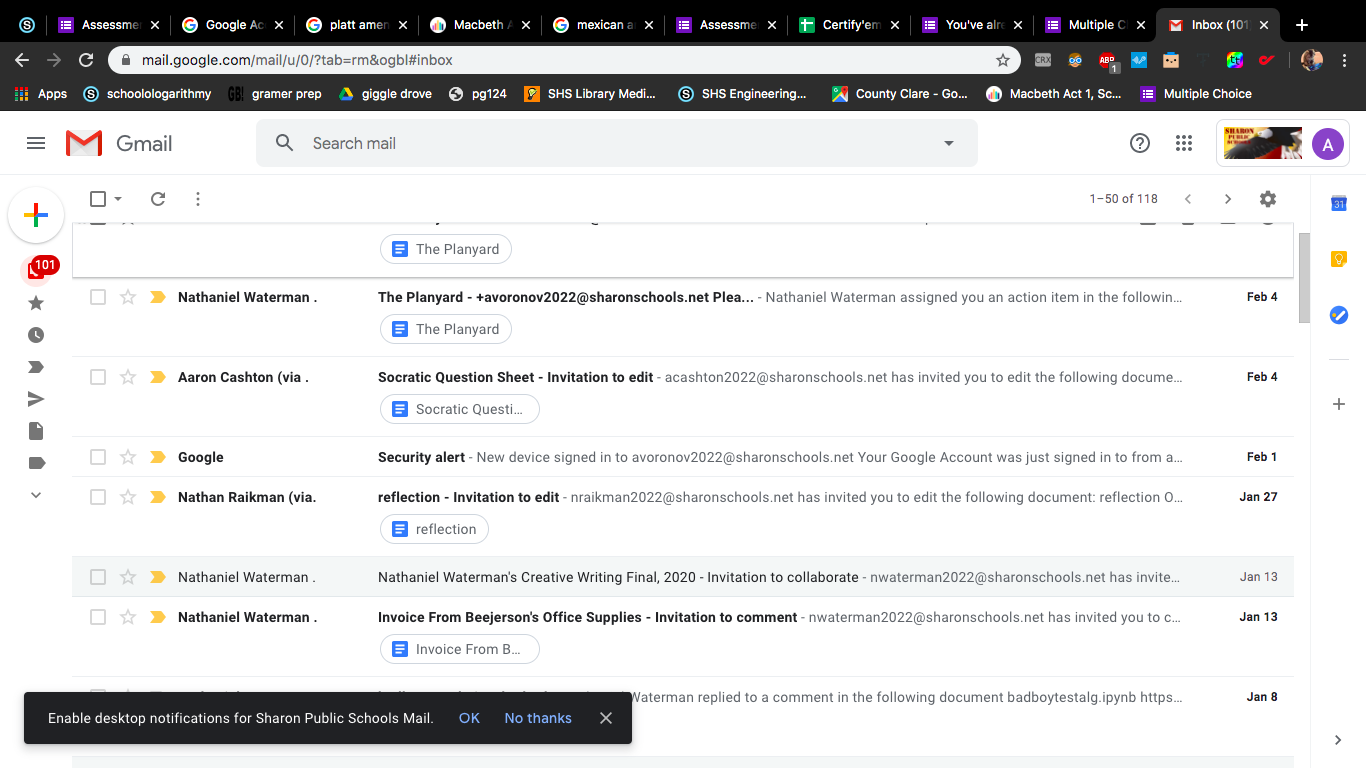 Assessmen
Google Ac
platt amen
Macbeth A
mexican a
Assessme
Certify'em
You've alr
Multiple C
Inbox (101
mail.google.com/mail/u/0/?tab=rm&ogbl#inbox
CRX
ABP
1
Apps
schoolologarithmy
GB!
gramer prep
giggle drove
pg124
SHS Library Medi...
SHS Engineering...
County Clare - Go...
Macbeth Act 1, Sc...
Multiple Choice
Gmail
Search mail
SHARON
PUBLIC
A
1–50 of 118
31
101
The Planyard
Nathaniel Waterman . The Planyard - +avoronov2022@sharonschools.net Plea... - Nathaniel Waterman assigned you an action item in the followin... Feb 4
The Planyard
Aaron Cashton (via . Socratic Question Sheet - Invitation to edit - acashton2022@sharonschools.net has invited you to edit the following docume... Feb 4
Socratic Questi...
Google Security alert - New device signed in to avoronov2022@sharonschools.net Your Google Account was just signed in to from a... Feb 1
Nathan Raikman (via. reflection - Invitation to edit - nraikman2022@sharonschools.net has invited you to edit the following document: reflection O... Jan 27
reflection
Nathaniel Waterman . Nathaniel Waterman's Creative Writing Final, 2020 - Invitation to collaborate - nwaterman2022@sharonschools.net has invite... Jan 13
Nathaniel Waterman . Invoice From Beejerson's Office Supplies - Invitation to comment - nwaterman2022@sharonschools.net has invited you to c... Jan 13
Invoice From B...
Waterman replied to a comment in the following document badboytestalg.ipynb https... Jan 8
Enable desktop notifications for Sharon Public Schools Mail. OK No thanks